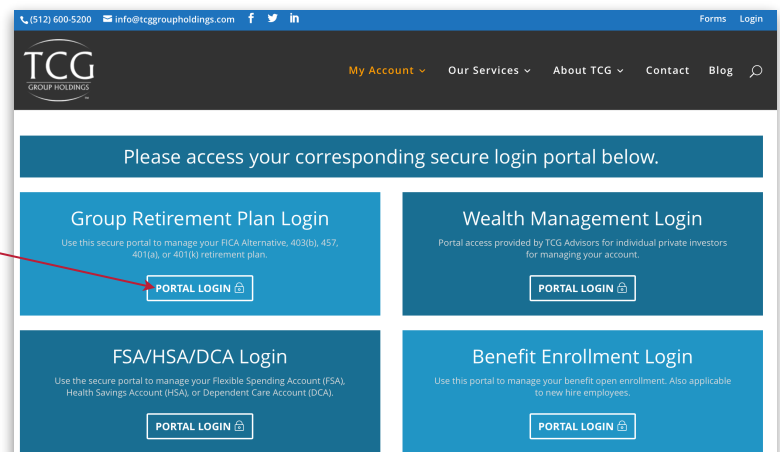 (512) 600-5200 info@tcggroupholdings.com Forms Login
TCG
GROUP HOLDINGS
My Account Our Services About TCG Contact Blog
Please access your corresponding secure login portal below.
Group Retirement Plan Login
Use this secure portal to manage your FICA Alternative, 403(b), 457,
401(a), or 401(k) retirement plan.
PORTAL LOGIN
Wealth Management Login
Portal access provided by TCG Advisors for individual private investors
for managing your account.
PORTAL LOGIN
FSA/HSA/DCA Login
Use the secure portal to manage your Flexible Spending Account (FSA),
Health Savings Account (HSA), or Dependent Care Account (DCA).
PORTAL LOGIN
Benefit Enrollment Login
Use this portal to manage your benefit open enrollment. Also applicable
to new hire employees.
PORTAL LOGIN